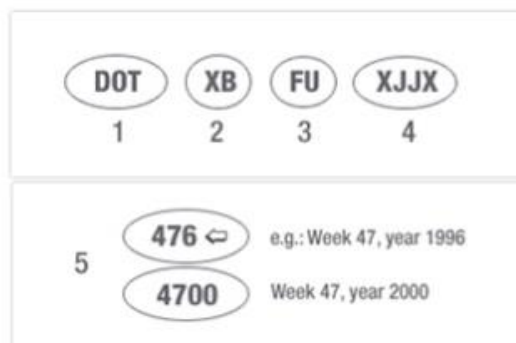 DOT XB FU XJJX
1 2 3 4
476 ⇦ e.g.: Week 47, year 1996
5
4700 Week 47, year 2000